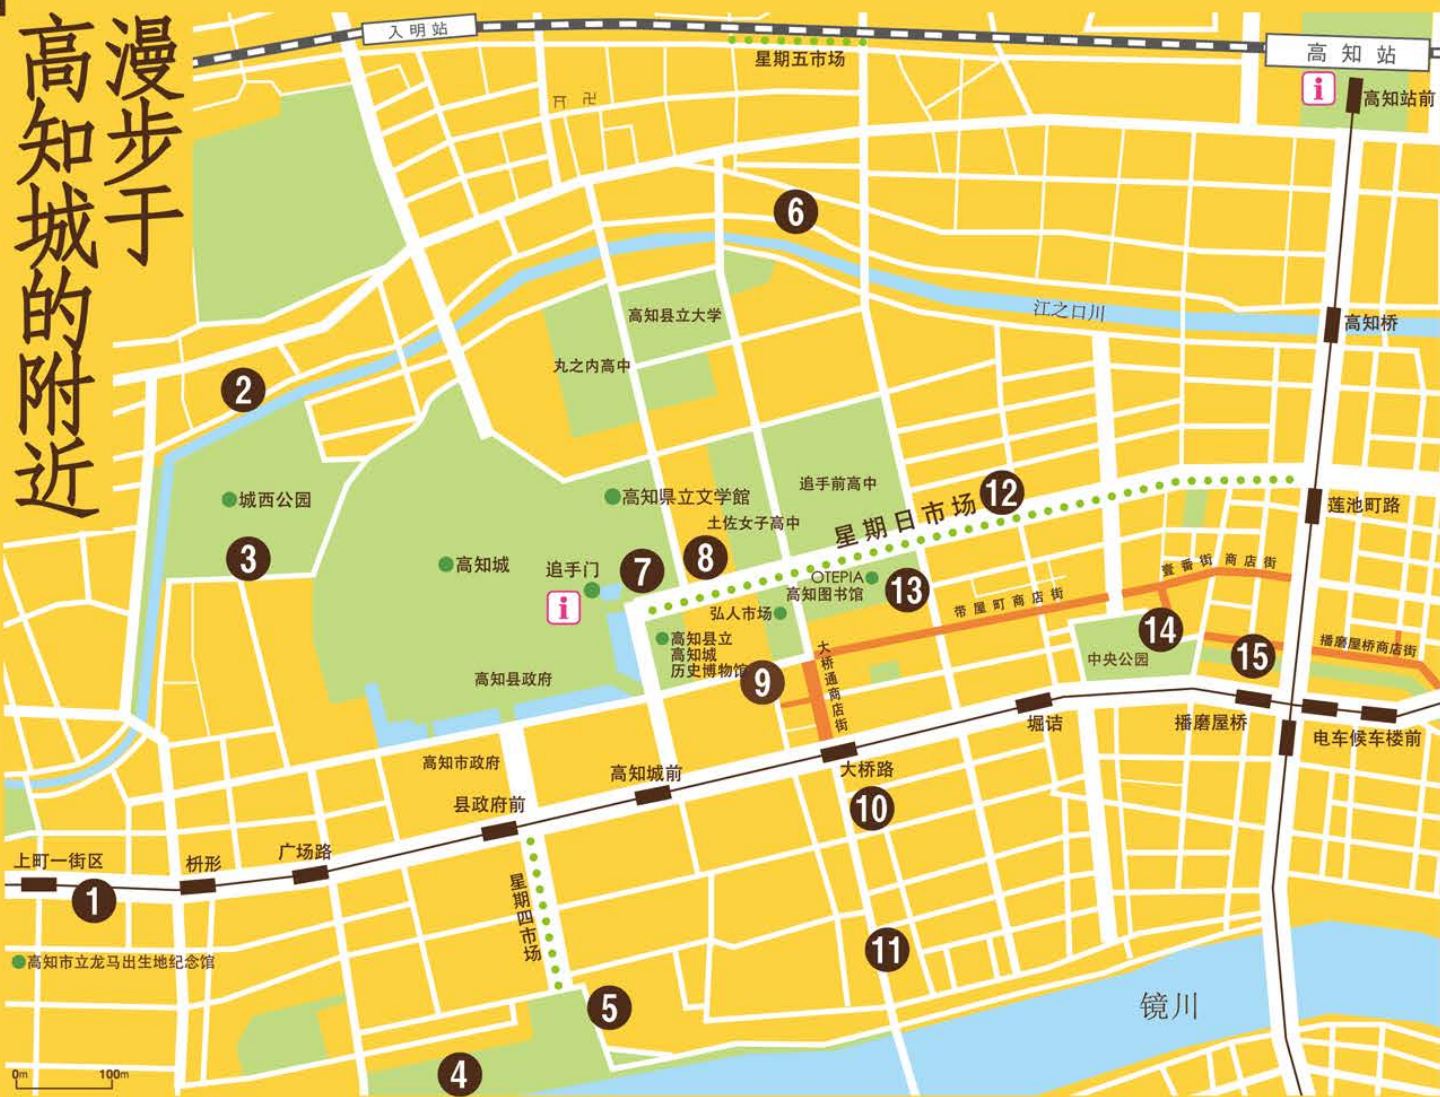 漫步于
高知城的附近
入明站
星期五市场
高知站
i
高知站前
卍
6
高知县立大学
江之口川
高知桥
丸之内高中
2
城西公园
高知県立文学館
追手前高中
12
星期日市场
土佐女子高中
莲池町路
3
高知城
追手门
7
8
i
OTEPIA
高知图书馆
13
壹番街 商店街
带屋町商店街
弘人市场
14
高知县立
高知城
历史博物馆
大桥通商店街
中央公园
15
播磨屋桥商店街
9
高知县政府
堀诘
播磨屋桥
电车候车楼前
高知市政府
高知城前
大桥路
县政府前
10
上町一街区
枡形
广场路
1
星期四市场
高知市立龙马出生地纪念馆
11
5
镜川
4
0m
100m